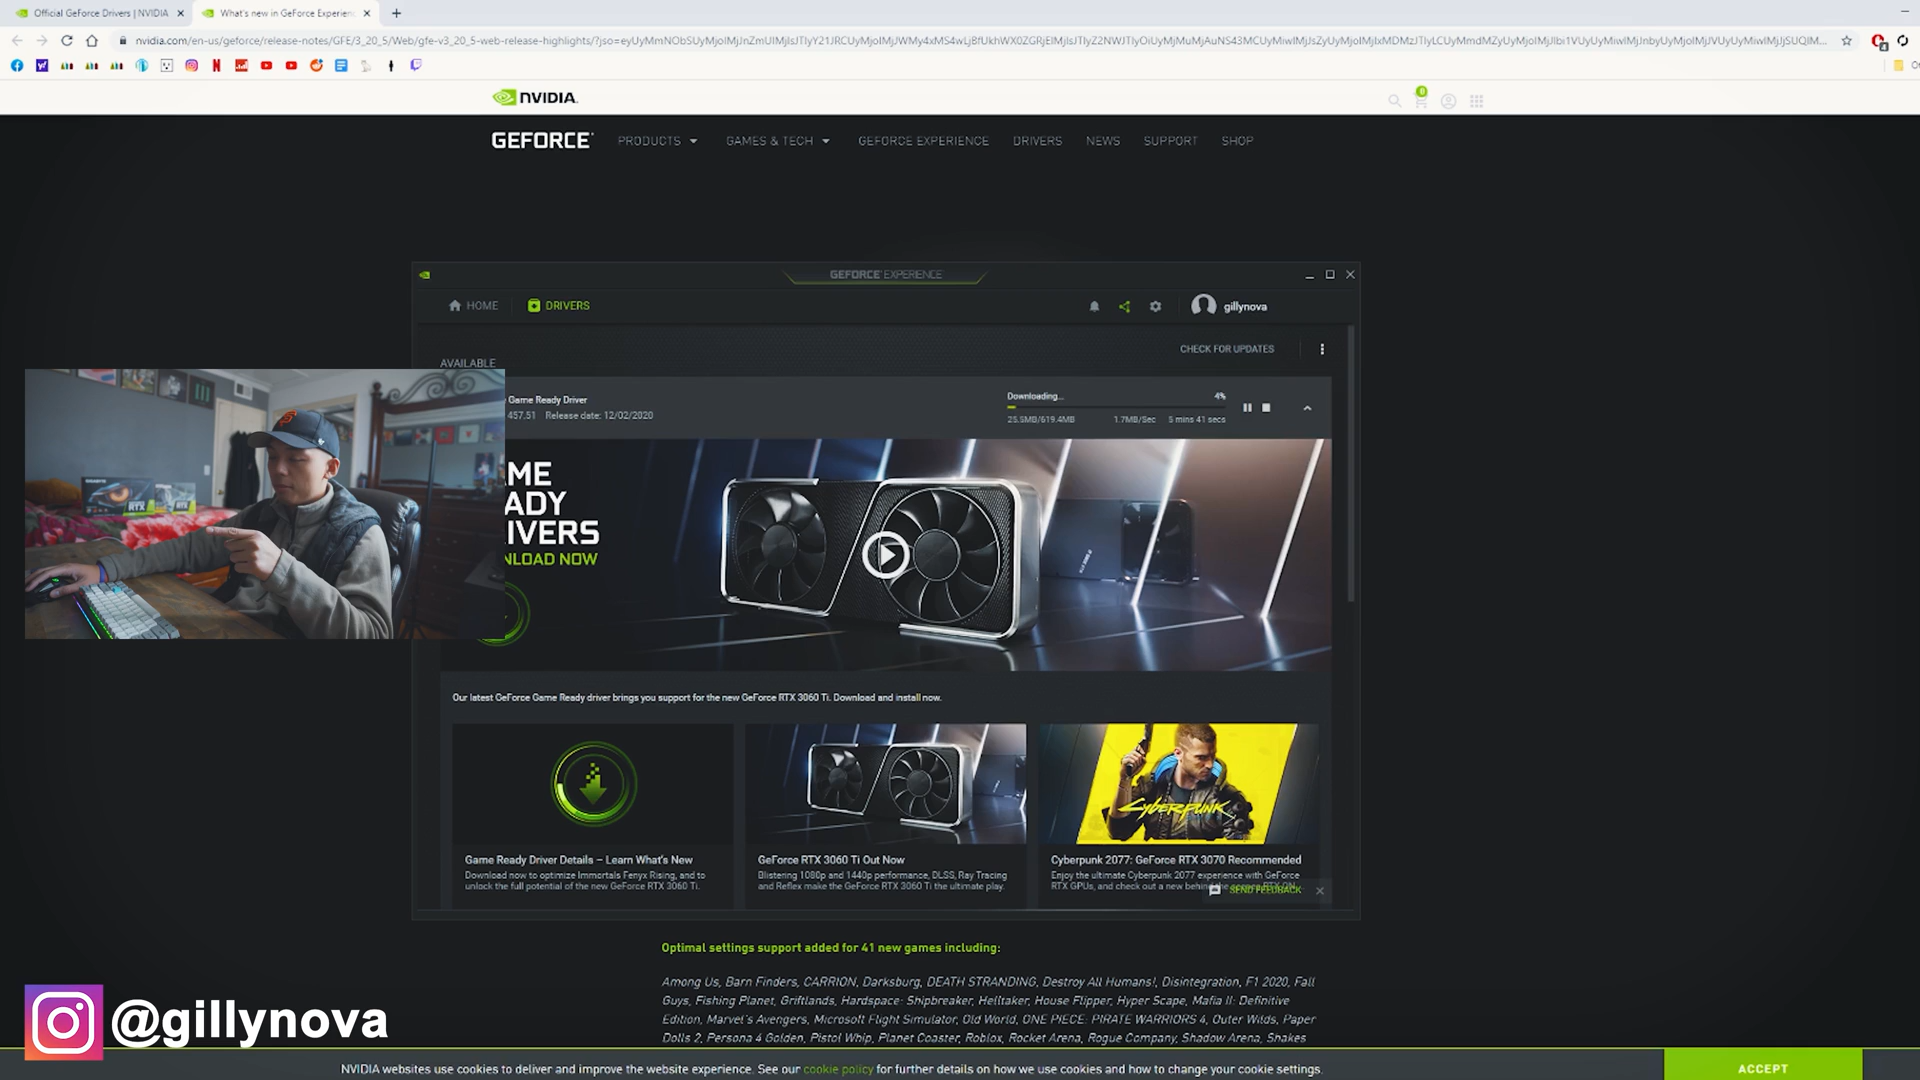 Official GeForce Drivers | NVIDIA
What's new in GeForce Experien
NVIDIA.
GEFORCE
PRODUCTS
GAMES & TECH
GEFORCE EXPERIENCE
DRIVERS
NEWS
SUPPORT
SHOP
0
GEFORCE EXPERIENCE
HOME
DRIVERS
gillynova
CHECK FOR UPDATES
AVAILABLE
Game Ready Driver
457.51 Release date: 12/02/2020
Downloading...
4%
25.5MB/619.4MB
1.7MB/Sec
5 mins 41 secs
ME
ADY
IVERS
NLOAD NOW
Our latest GeForce Game Ready driver brings you support for the new GeForce RTX 3060 Ti. Download and install now.
CYBERPUNK
Game Ready Driver Details – Learn What's New
Download now to optimize Immortals Fenyx Rising, and to
unlock the full potential of the new GeForce RTX 3060 Ti.
GeForce RTX 3060 Ti Out Now
Blistering 1080p and 1440p performance, DLSS, Ray Tracing
and Reflex make the GeForce RTX 3060 Ti the ultimate play.
Cyberpunk 2077: GeForce RTX 3070 Recommended
Enjoy the ultimate Cyberpunk 2077 experience with GeForce
RTX GPUs, and check out a new behind
SEND FEEDBACK
Optimal settings support added for 41 new games including:
Among Us, Barn Finders, CARRION, Darksburg, DEATH STRANDING, Destroy All Humans!, Disintegration, F1 2020, Fall
Guys, Fishing Planet, Griftlands, Hardspace: Shipbreaker, Helltaker, House Flipper, Hyper Scape, Mafia II: Definitive
Edition, Marvel's Avengers, Microsoft Flight Simulator, Old World, ONE PIECE: PIRATE WARRIORS 4, Outer Wilds, Paper
Dolls 2, Persona 4 Golden, Pistol Whip, Planet Coaster, Roblox, Rocket Arena, Rogue Company, Shadow Arena, Shakes
@gillynova
NVIDIA websites use cookies to deliver and improve the website experience. See our cookie policy for further details on how we use cookies and how to change your cookie settings.
ACCEPT